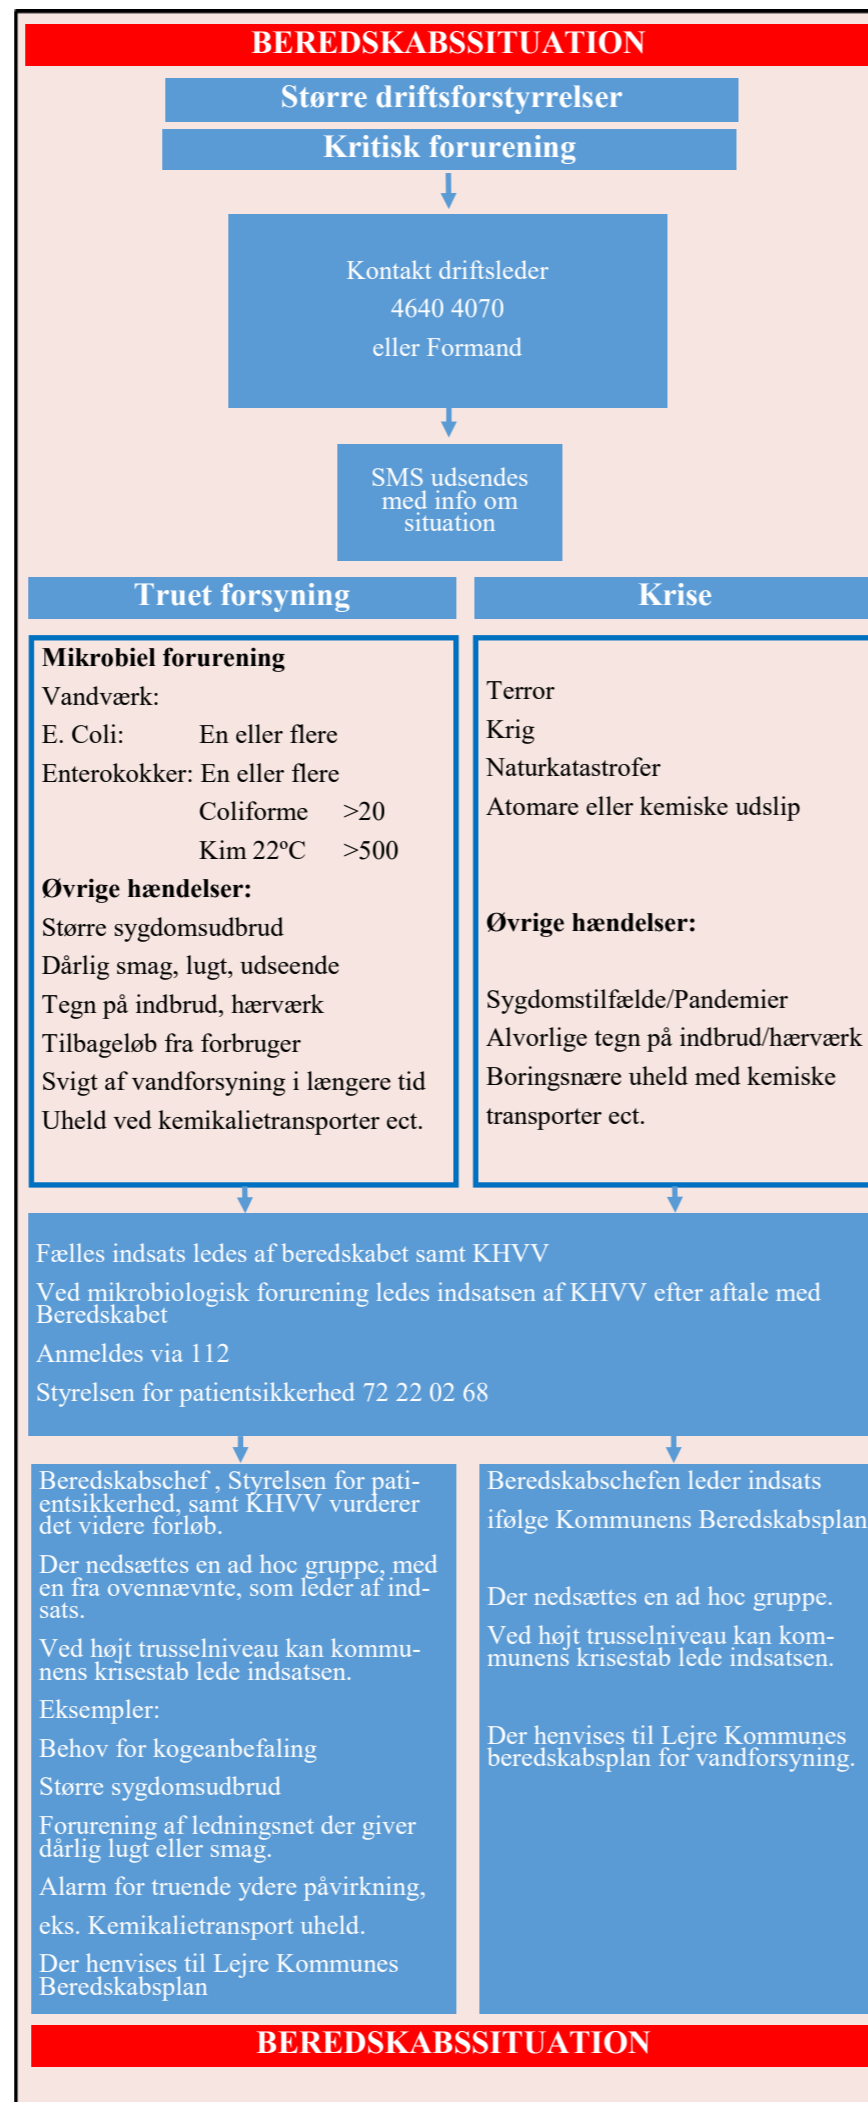 BEREDSKABSSITUATION
Større driftsforstyrrelser
Kritisk forurening
Kontakt driftsleder
4640 4070
eller Formand
SMS udsendes
med info om
situation
Truet forsyning
Mikrobiel forurening
Vandværk:
E. Coli: En eller flere
Enterokokker: En eller flere
Coliforme >20
Kim 22ºC >500
Øvrige hændelser:
Større sygdomsudbrud
Dårlig smag, lugt, udseende
Tegn på indbrud, hærværk
Tilbageløb fra forbruger
Svigt af vandforsyning i længere tid
Uheld ved kemikalietransporter ect.
Krise
Terror
Krig
Naturkatastrofer
Atomare eller kemiske udslip
Øvrige hændelser:
Sygdomstilfælde/Pandemier
Alvorlige tegn på indbrud/hærværk
Boringsnære uheld med kemiske
transporter ect.
Fælles indsats ledes af beredskabet samt KHVV
Ved mikrobiologisk forurening ledes indsatsen af KHVV efter aftale med
Beredskabet
Anmeldes via 112
Styrelsen for patientsikkerhed 72 22 02 68
Beredskabschef , Styrelsen for pati-
entsikkerhed, samt KHVV vurderer
det videre forløb.
Der nedsættes en ad hoc gruppe, med
en fra ovennævnte, som leder af ind-
sats.
Ved højt trusselniveau kan kommu-
nens krisestab lede indsatsen.
Eksempler:
Behov for kogeanbefaling
Større sygdomsudbrud
Forurening af ledningsnet der giver
dårlig lugt eller smag.
Alarm for truende ydere påvirkning,
eks. Kemikalietransport uheld.
Der henvises til Lejre Kommunes
Beredskabsplan
Beredskabschefen leder indsats
ifølge Kommunens Beredskabsplan
Der nedsættes en ad hoc gruppe.
Ved højt trusselniveau kan kom-
munens krisestab lede indsatsen.
Der henvises til Lejre Kommunes
beredskabsplan for vandforsyning.
BEREDSKABSSITUATION